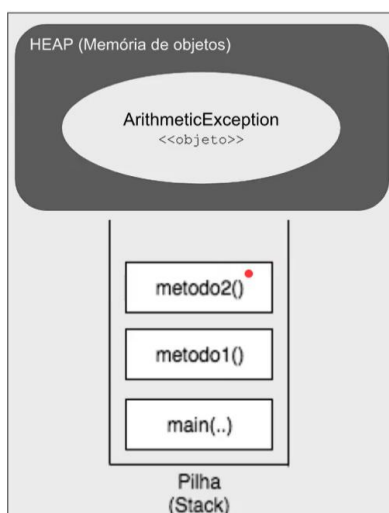 HEAP (Memória de objetos)
ArithmeticException
<<objeto>>
metodo2()
metodo1()
main(..)
Pilha
(Stack)